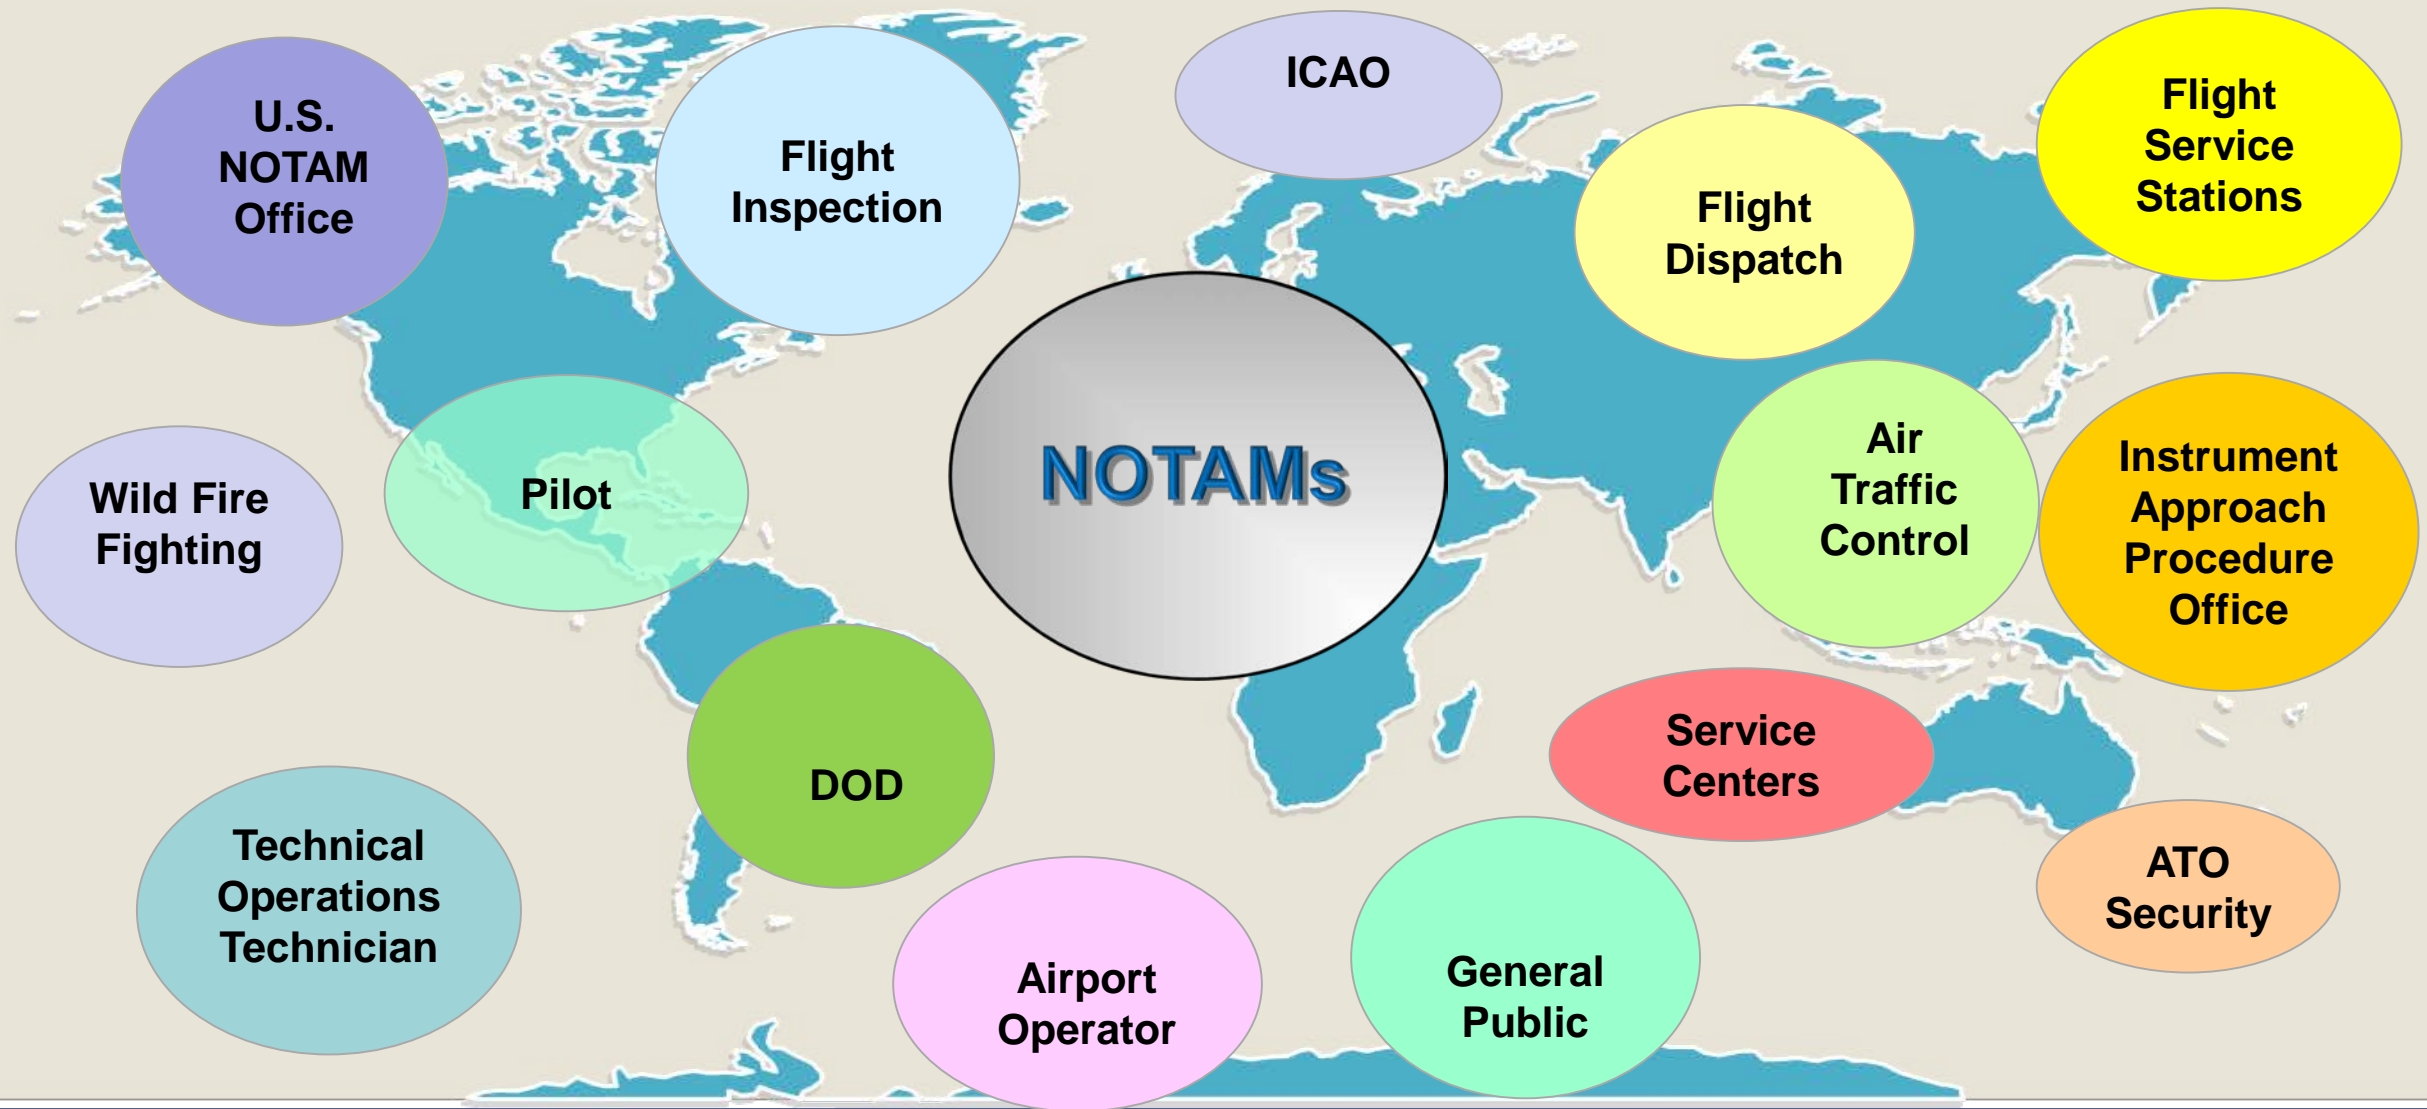 U.S.
NOTAM
Office
Flight
Inspection
ICAO
Flight
Dispatch
Flight
Service
Stations
Wild Fire
Fighting
Pilot
NOTAMs
Air
Traffic
Control
Instrument
Approach
Procedure
Office
DOD
Service
Centers
Technical
Operations
Technician
Airport
Operator
General
Public
ATO
Security